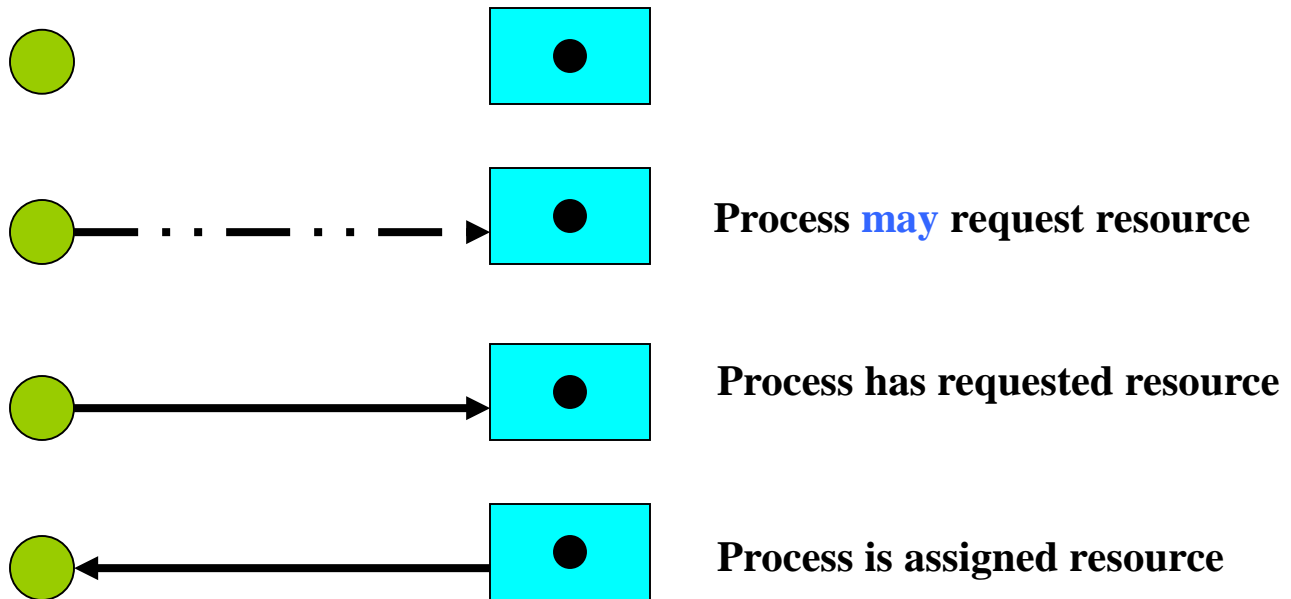 Process may request resource
Process has requested resource
Process is assigned resource